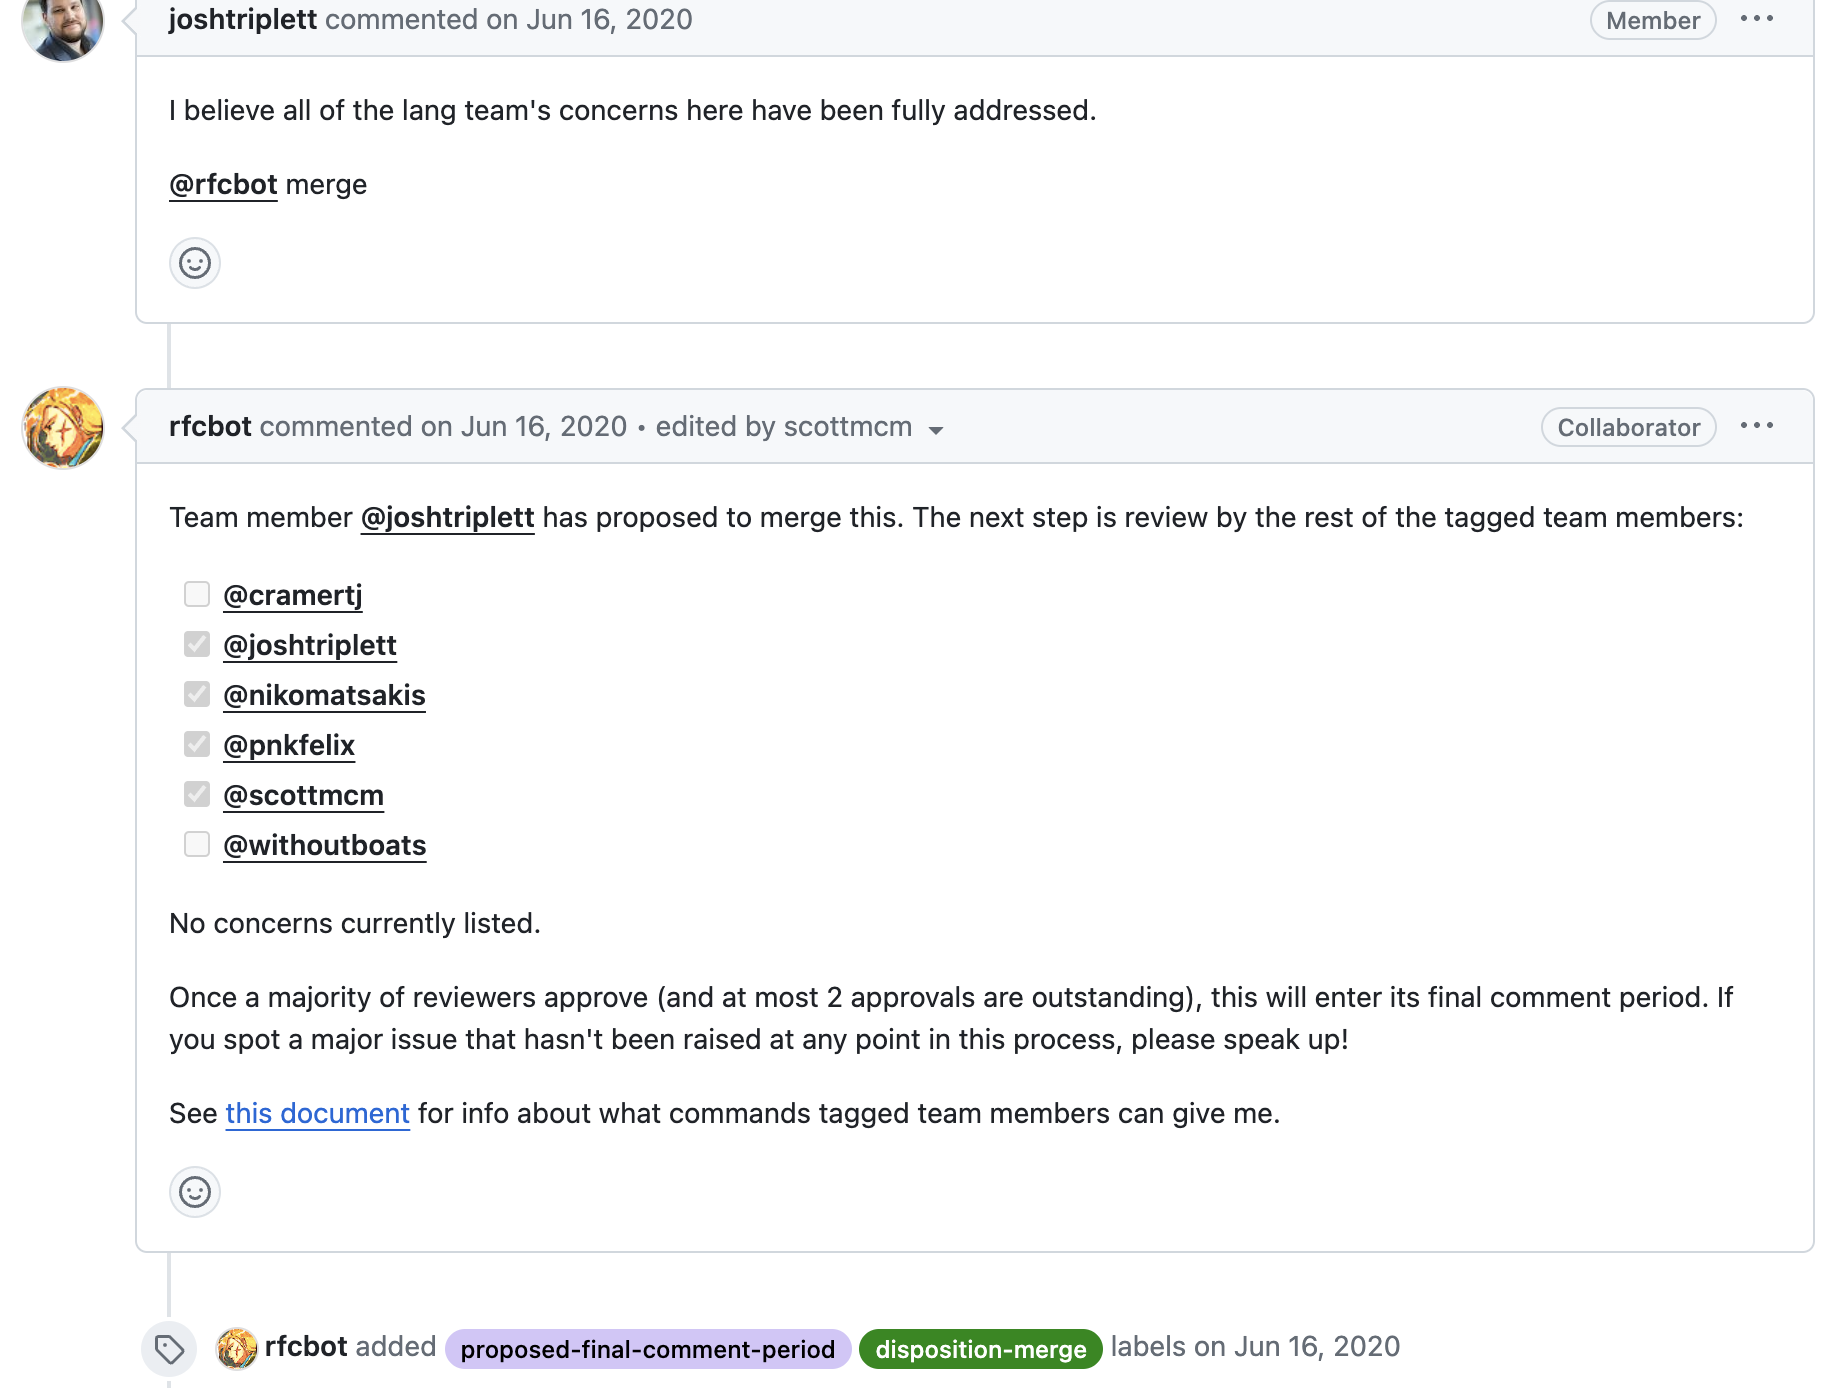 joshtriplett commented on Jun 16, 2020 Member
I believe all of the lang team's concerns here have been fully addressed.
@rfcbot merge
rfcbot commented on Jun 16, 2020 • edited by scottmcm Collaborator
Team member @joshtriplett has proposed to merge this. The next step is review by the rest of the tagged team members:
@cramertj
@joshtriplett
@nikomatsakis
@pnkfelix
@scottmcm
@withoutboats
No concerns currently listed.
Once a majority of reviewers approve (and at most 2 approvals are outstanding), this will enter its final comment period. If
you spot a major issue that hasn't been raised at any point in this process, please speak up!
See this document for info about what commands tagged team members can give me.
rfcbot added proposed-final-comment-period disposition-merge labels on Jun 16, 2020